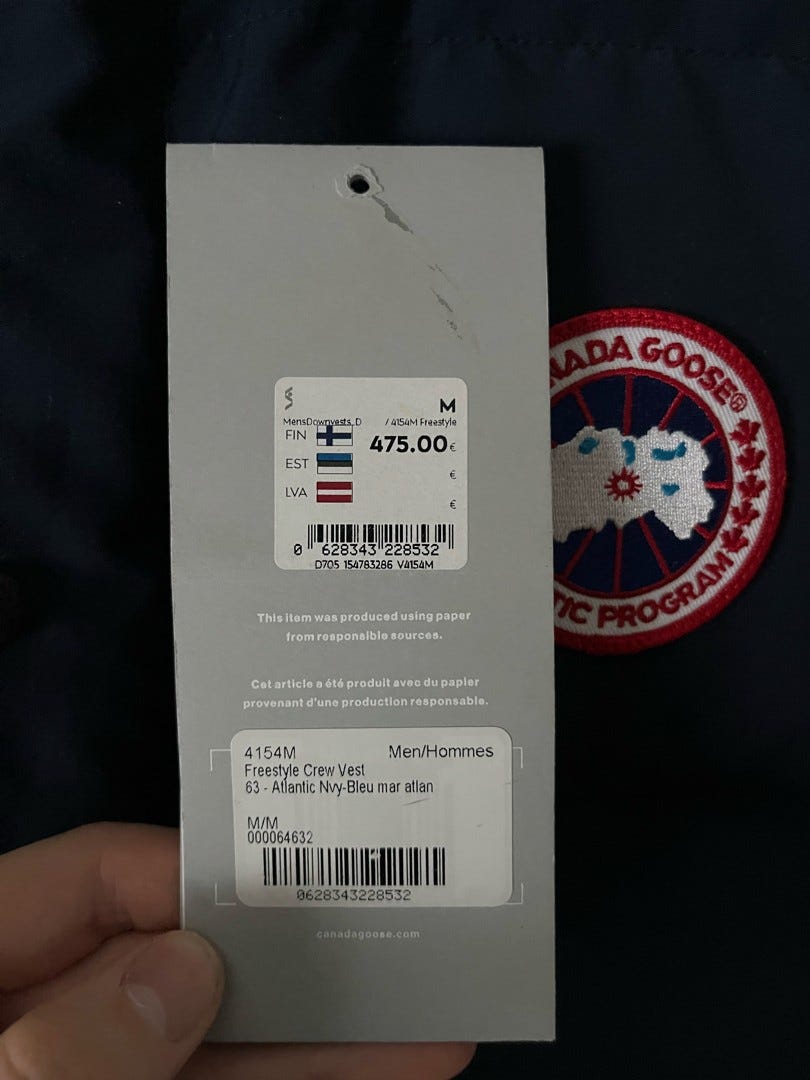 M
MensDownvests_D / 4154M Freestyle
FIN 475.00€
EST €
LVA €
0 628343 228532
D705 154783286 V4154M
This item was produced using paper
from responsible sources.
Cet article a été produit avec du papier
provenant d'une production responsable.
4154M Men/Hommes
Freestyle Crew Vest
63 - Atlantic Nvy-Bleu mar atlan
M/M
000064632
0628343228532
canadagoose.com
NADA GOOSE®
TIC PROGRAM